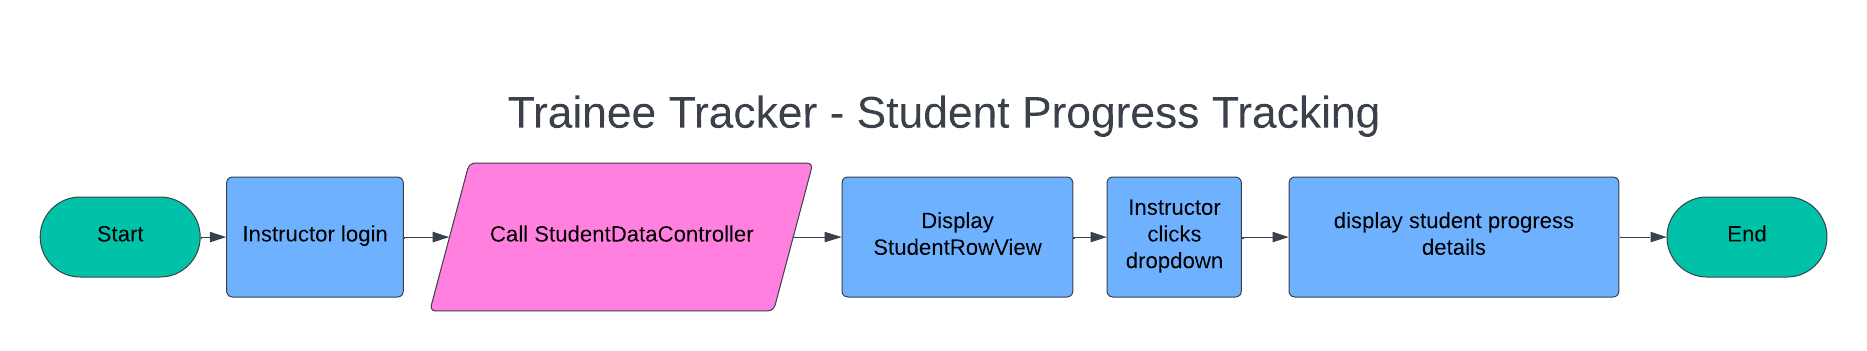 Trainee Tracker - Student Progress Tracking
Start
Instructor login
Call StudentDataController
Display
StudentRowView
Instructor
clicks
dropdown
display student progress
details
End